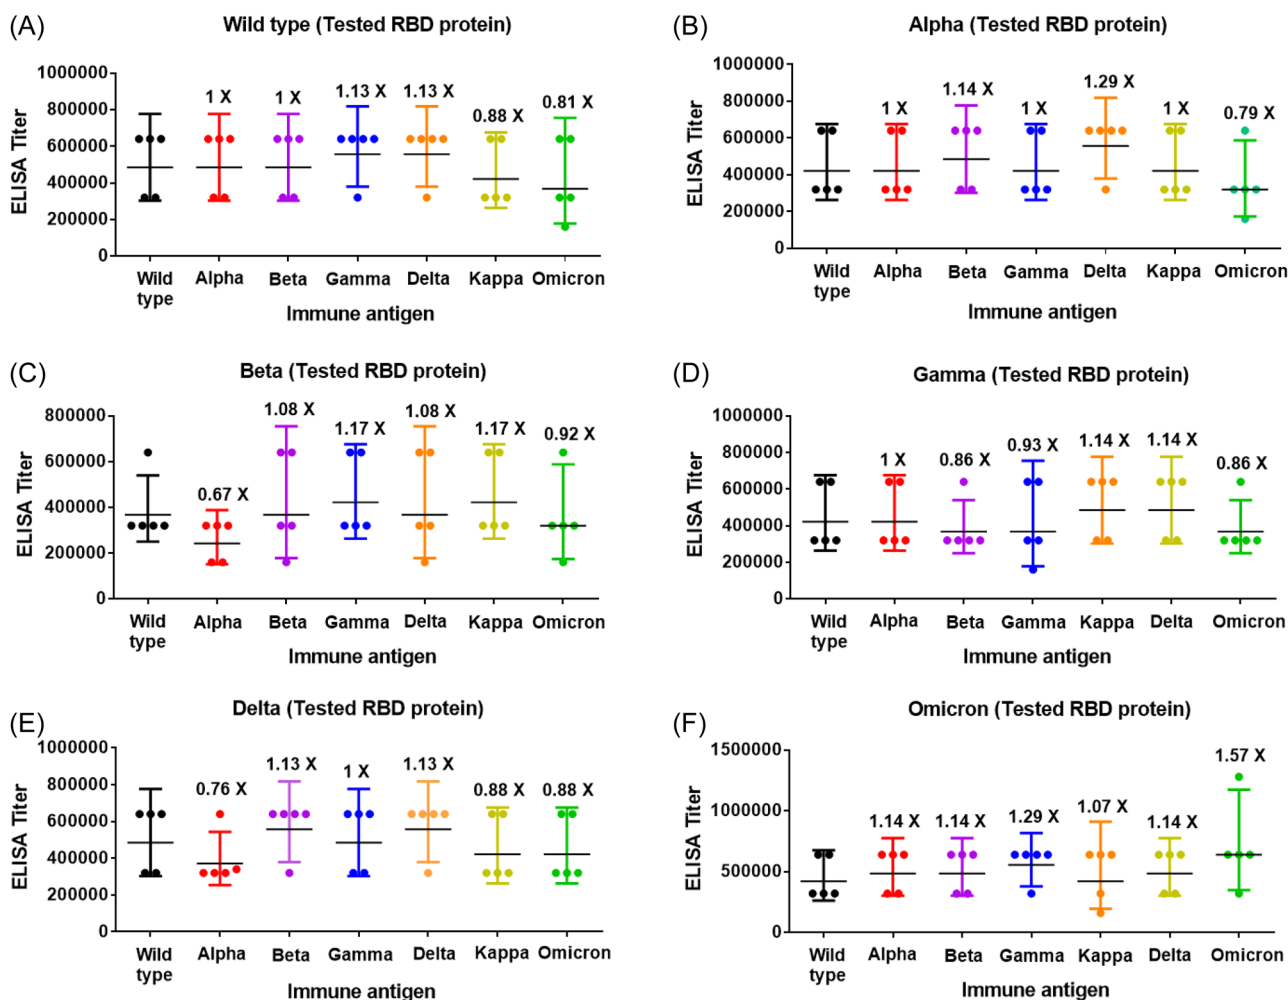 (A)
Wild type (Tested RBD protein)
ELISA Titer
1000000
800000
600000
400000
200000
0
1 X
1 X
1.13 X
1.13 X
0.88 X
0.81 X
Wild type
Alpha
Beta
Gamma
Delta
Kappa
Omicron
Immune antigen
(B)
Alpha (Tested RBD protein)
ELISA Titer
1000000
800000
600000
400000
200000
0
1 X
1.14 X
1 X
1.29 X
1 X
0.79 X
Wild
type
Alpha
Beta
Gamma
Delta
Kappa
Omicron
Immune antigen
(C)
Beta (Tested RBD protein)
ELISA Titer
800000
600000
400000
200000
0
0.67 X
1.08 X
1.17 X
1.08 X
1.17 X
0.92 X
Wild
type
Alpha
Beta
Gamma
Delta
Kappa
Omicron
Immune antigen
(D)
Gamma (Tested RBD protein)
ELISA Titer
1000000
800000
600000
400000
200000
0
1 X
0.86 X
0.93 X
1.14 X
1.14 X
0.86 X
Wild
type
Alpha
Beta
Gamma
Kappa
Delta
Omicron
Immune antigen
(E)
Delta (Tested RBD protein)
ELISA Titer
1000000
800000
600000
400000
200000
0
0.76 X
1.13 X
1 X
1.13 X
0.88 X
0.88 X
Wild
type
Alpha
Beta
Gamma
Delta
Kappa
Omicron
Immune antigen
(F)
Omicron (Tested RBD protein)
ELISA Titer
1500000
1000000
500000
0
1.14 X
1.14 X
1.29 X
1.07 X
1.14 X
1.57 X
Wild
type
Alpha
Beta
Gamma
Kappa
Delta
Omicron
Immune antigen